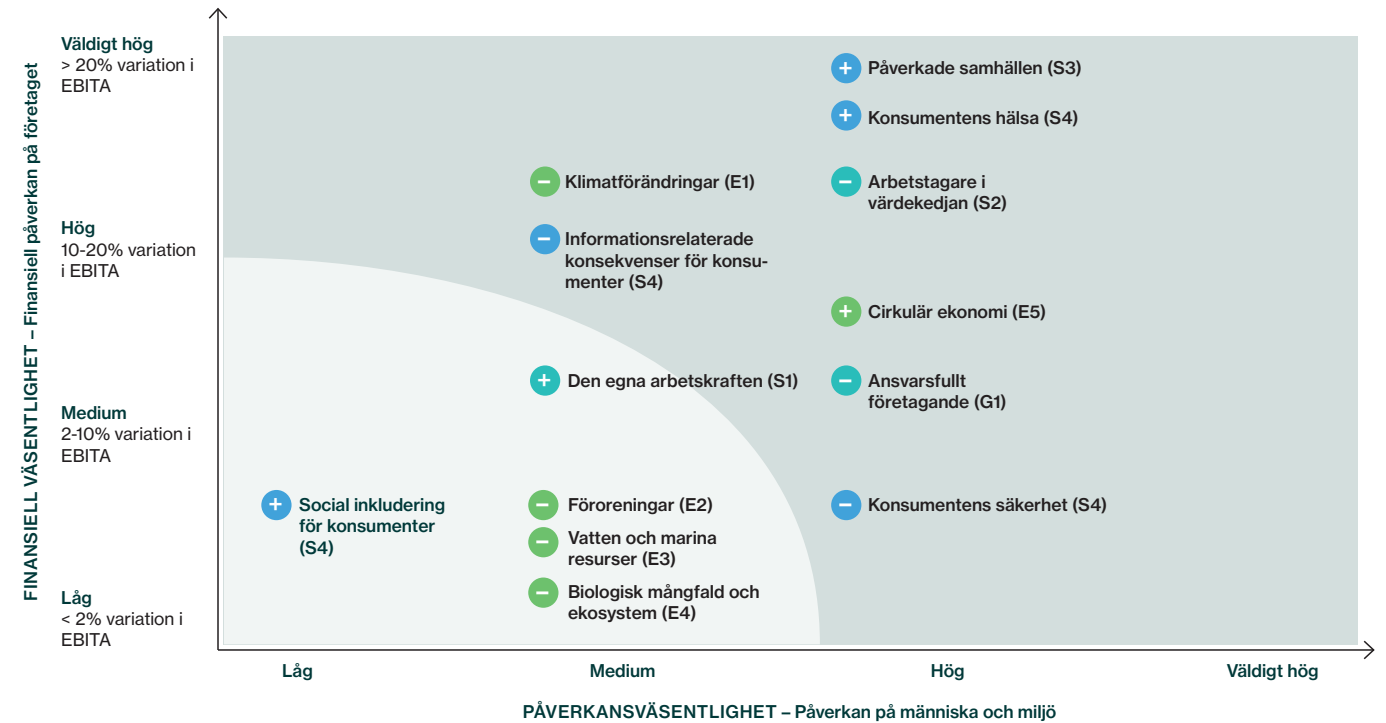 FINANSIELL VÄSENTLIGHET – Finansiell påverkan på företaget
Väldigt hög
> 20% variation i
EBITA
Hög
10-20% variation
i EBITA
Medium
2-10% variation i
EBITA
Låg
< 2% variation i
EBITA
+ Påverkade samhällen (S3)
+ Konsumentens hälsa (S4)
– Klimatförändringar (E1)
– Arbetstagare i
värdekedjan (S2)
– Informationsrelaterade
konsekvenser för konsu-
menter (S4)
+ Cirkulär ekonomi (E5)
+ Den egna arbetskraften (S1)
– Ansvarsfullt
företagande (G1)
+ Social inkludering
för konsumenter
(S4)
– Föroreningar (E2)
– Vatten och marina
resurser (E3)
– Biologisk mångfald och
ekosystem (E4)
– Konsumentens säkerhet (S4)
Låg
Medium
Hög
Väldigt hög
PÅVERKANSVÄSENTLIGHET – Påverkan på människa och miljö